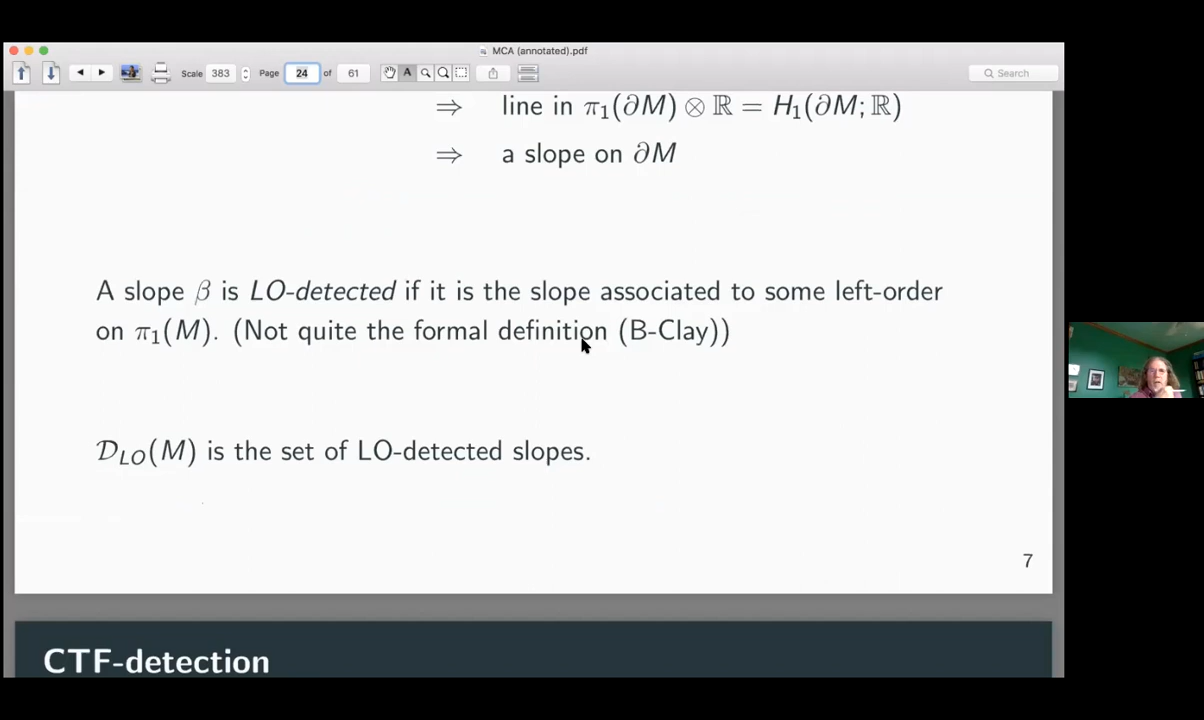 MCA (annotated).pdf
Scale 383 Page 24 of 61 Search
⇒ line in π₁(∂M) ⊗ ℝ = H₁(∂M; ℝ)
⇒ a slope on ∂M
A slope β is LO-detected if it is the slope associated to some left-order
on π₁(M). (Not quite the formal definition (B-Clay))
𝒟_LO(M) is the set of LO-detected slopes.
7
CTF-detection